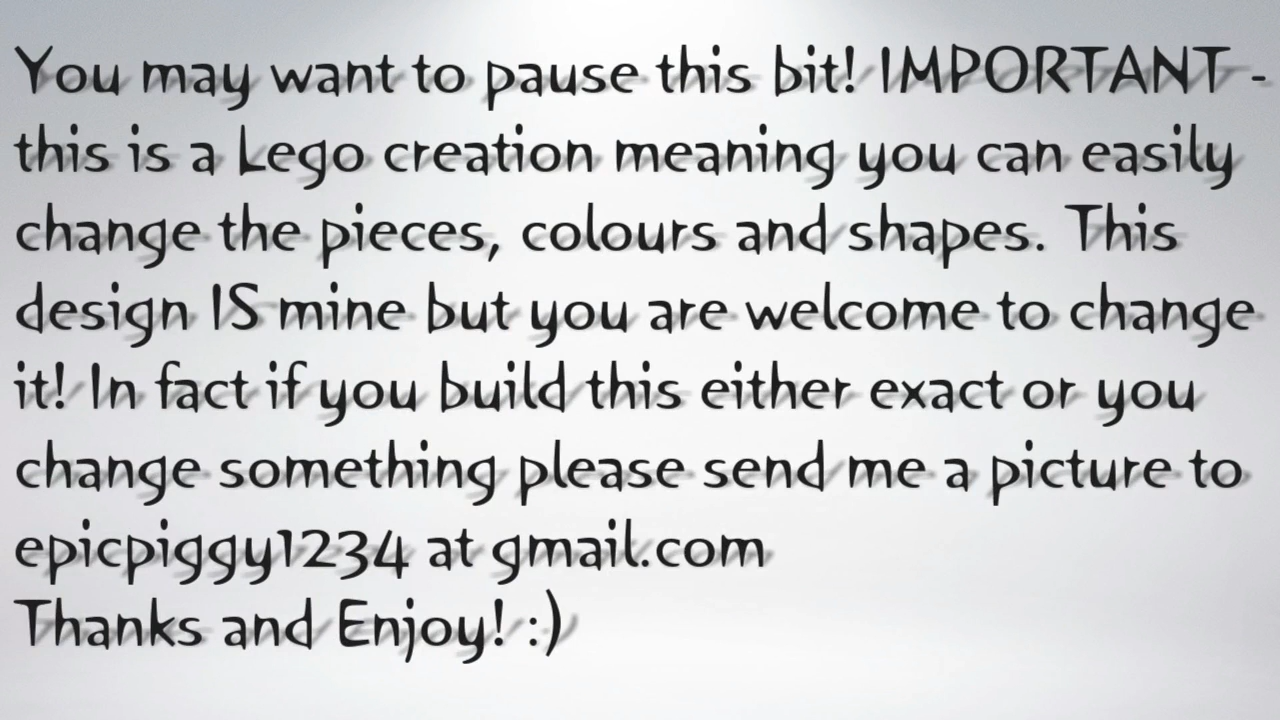 You may want to pause this bit! IMPORTANT -
this is a Lego creation meaning you can easily
change the pieces, colours and shapes. This
design IS mine but you are welcome to change
it! In fact if you build this either exact or you
change something please send me a picture to
epicpiggy1234 at gmail.com
Thanks and Enjoy! :)